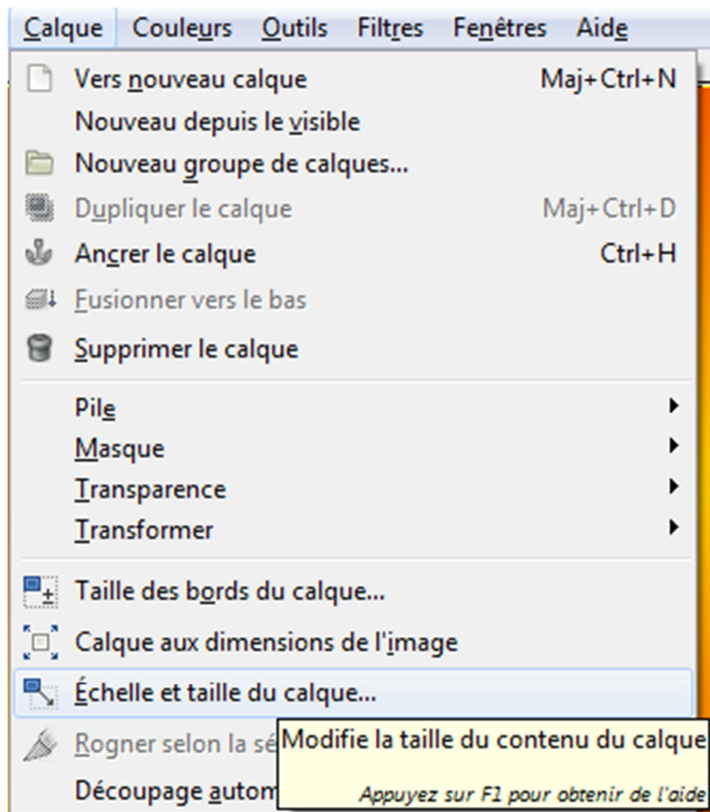 Calque Couleurs Outils Filtres Fenêtres Aide
Vers nouveau calque Maj+Ctrl+N
Nouveau depuis le visible
Nouveau groupe de calques...
Dupliquer le calque Maj+Ctrl+D
Ancrer le calque Ctrl+H
Fusionner vers le bas
Supprimer le calque
Pile
Masque
Transparence
Transformer
Taille des bords du calque...
Calque aux dimensions de l'image
Échelle et taille du calque...
Rogner selon la sé
Modifie la taille du contenu du calque
Découpage autom
Appuyez sur F1 pour obtenir de l'aide